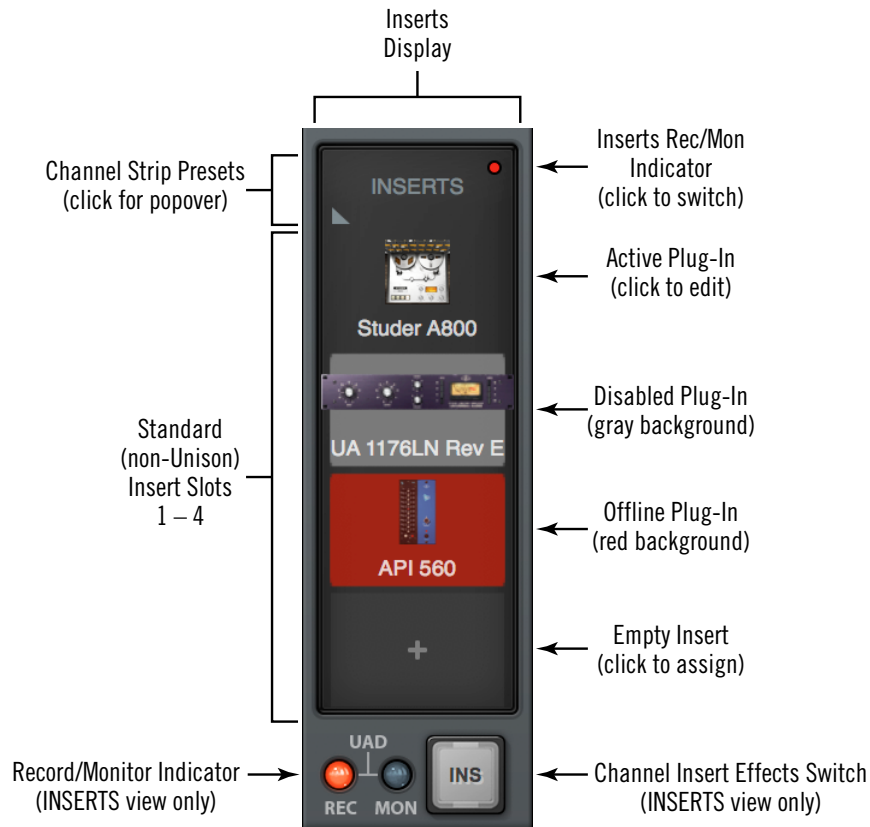 Inserts
Display
Channel Strip Presets
(click for popover)
Inserts Rec/Mon
Indicator
(click to switch)
INSERTS
Active Plug-In
(click to edit)
Studer A800
Disabled Plug-In
(gray background)
UA 1176LN Rev E
Standard
(non-Unison)
Insert Slots
1 – 4
Offline Plug-In
(red background)
API 560
Empty Insert
(click to assign)
+
UAD
REC MON
INS
Record/Monitor Indicator
(INSERTS view only)
Channel Insert Effects Switch
(INSERTS view only)